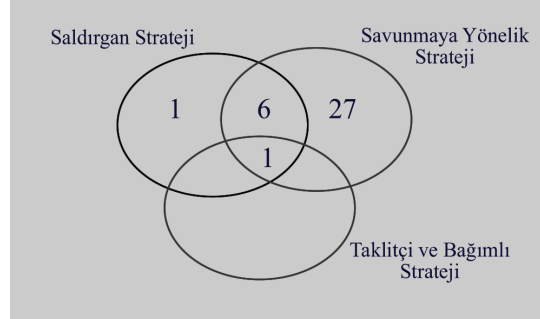 Saldırgan Strateji
Savunmaya Yönelik
Strateji
1
6
27
1
Taklitçi ve Bağımlı
Strateji